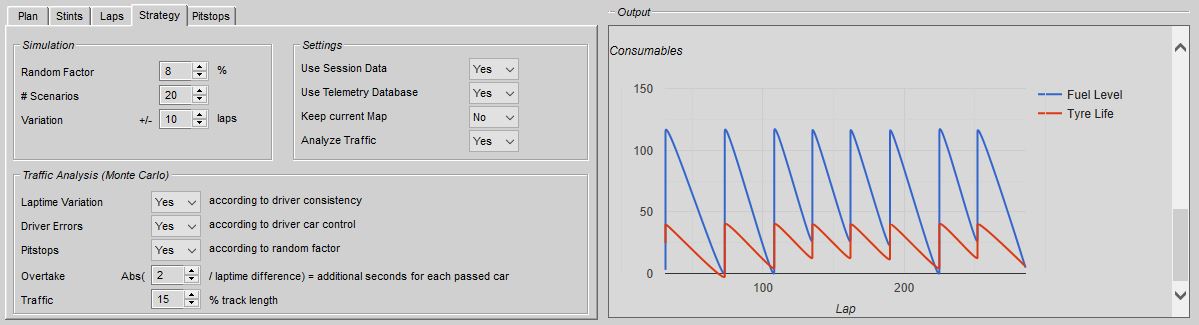 Plan Stints Laps Strategy Pitstops
Simulation
Random Factor 8 %
# Scenarios 20
Variation +/- 10 laps
Settings
Use Session Data Yes
Use Telemetry Database Yes
Keep current Map No
Analyze Traffic Yes
Traffic Analysis (Monte Carlo)
Laptime Variation Yes according to driver consistency
Driver Errors Yes according to driver car control
Pitstops Yes according to random factor
Overtake Abs( 2 / laptime difference) = additional seconds for each passed car
Traffic 15 % track length
Output
Consumables
150
100
50
0
100 200
Lap
Fuel Level
Tyre Life